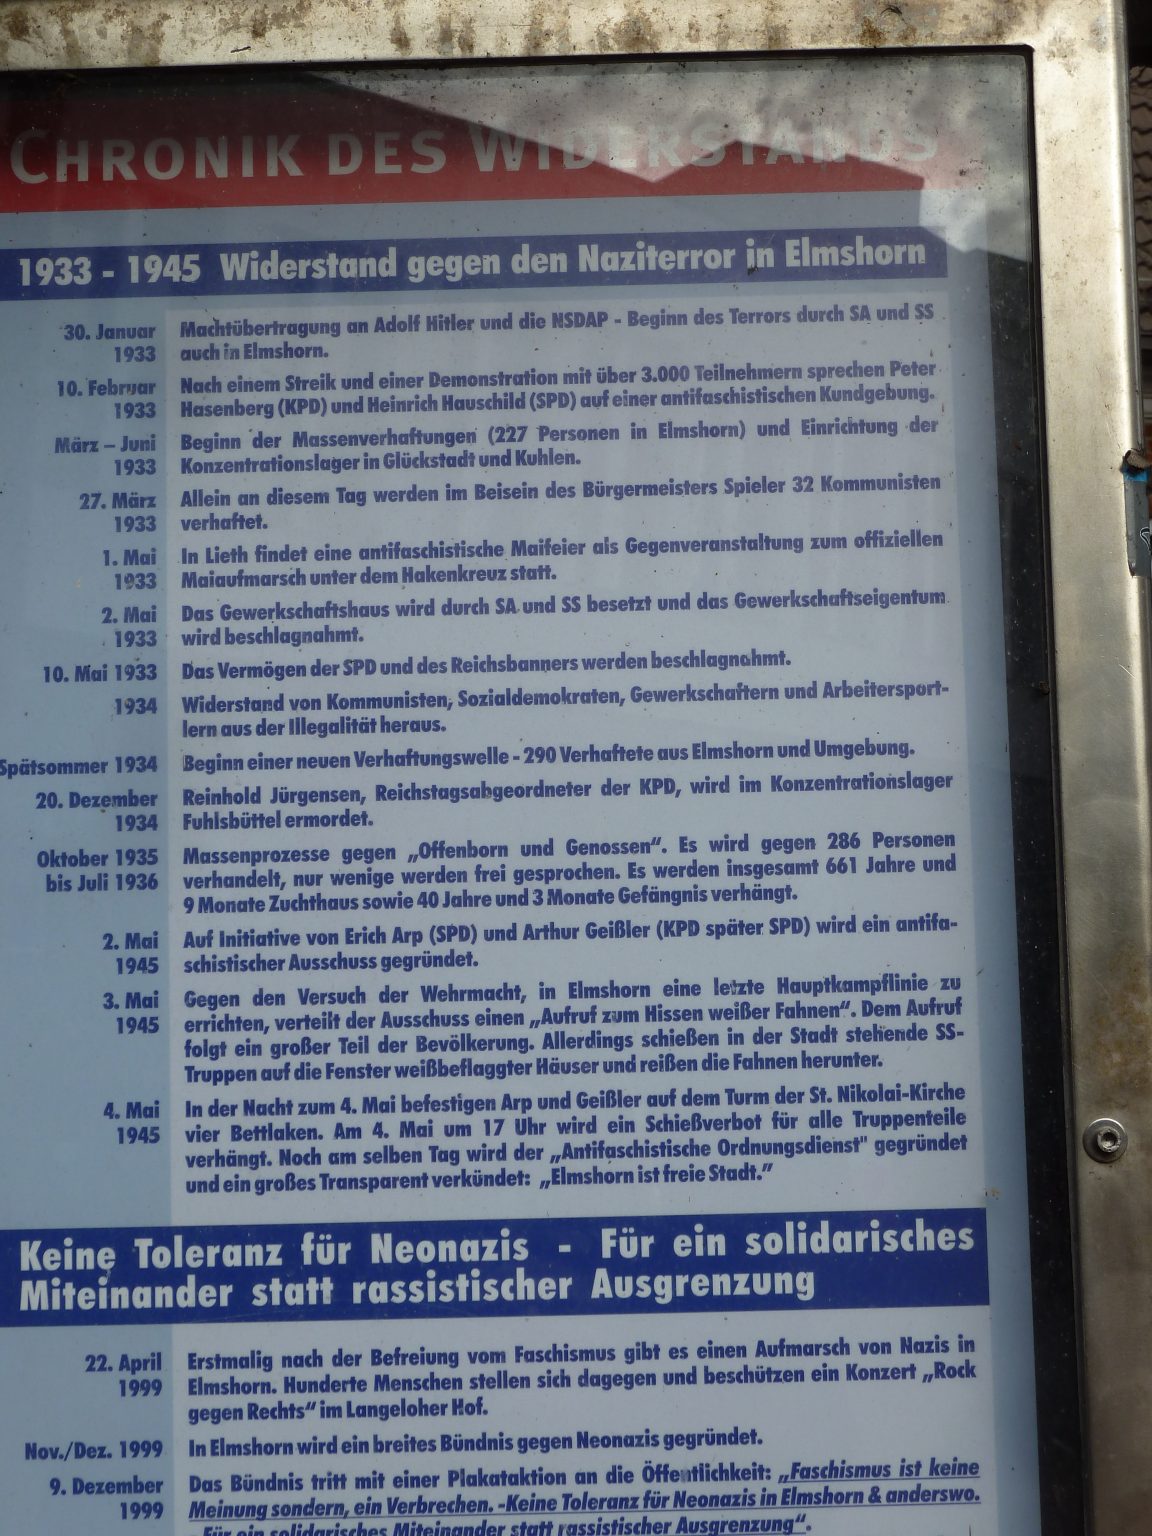 CHRONIK DES WIDERSTANDS
1933 - 1945 Widerstand gegen den Naziterror in Elmshorn
30. Januar Machtübertragung an Adolf Hitler und die NSDAP - Beginn des Terrors durch SA und SS
1933 auch in Elmshorn.
10. Februar Nach einem Streik und einer Demonstration mit über 3.000 Teilnehmern sprechen Peter
1933 Hasenberg (KPD) und Heinrich Hauschild (SPD) auf einer antifaschistischen Kundgebung.
März – Juni Beginn der Massenverhaftungen (227 Personen in Elmshorn) und Einrichtung der
1933 Konzentrationslager in Glückstadt und Kuhlen.
27. März Allein an diesem Tag werden im Beisein des Bürgermeisters Spieler 32 Kommunisten
1933 verhaftet.
1. Mai In Lieth findet eine antifaschistische Maifeier als Gegenveranstaltung zum offiziellen
1933 Maiaufmarsch unter dem Hakenkreuz statt.
2. Mai Das Gewerkschaftshaus wird durch SA und SS besetzt und das Gewerkschaftseigentum
1933 wird beschlagnahmt.
10. Mai 1933 Das Vermögen der SPD und des Reichsbanners werden beschlagnahmt.
1934 Widerstand von Kommunisten, Sozialdemokraten, Gewerkschaftern und Arbeitersport-
lern aus der Illegalität heraus.
Spätsommer 1934 Beginn einer neuen Verhaftungswelle - 290 Verhaftete aus Elmshorn und Umgebung.
20. Dezember Reinhold Jürgensen, Reichstagsabgeordneter der KPD, wird im Konzentrationslager
1934 Fuhlsbüttel ermordet.
Oktober 1935 Massenprozesse gegen „Offenborn und Genossen“. Es wird gegen 286 Personen
bis Juli 1936 verhandelt, nur wenige werden frei gesprochen. Es werden insgesamt 661 Jahre und
9 Monate Zuchthaus sowie 40 Jahre und 3 Monate Gefängnis verhängt.
2. Mai Auf Initiative von Erich Arp (SPD) und Arthur Geißler (KPD später SPD) wird ein antifa-
1945 schistischer Ausschuss gegründet.
3. Mai Gegen den Versuch der Wehrmacht, in Elmshorn eine letzte Hauptkampflinie zu
1945 errichten, verteilt der Ausschuss einen „Aufruf zum Hissen weißer Fahnen“. Dem Aufruf
folgt ein großer Teil der Bevölkerung. Allerdings schießen in der Stadt stehende SS-
Truppen auf die Fenster weißbeflaggter Häuser und reißen die Fahnen herunter.
4. Mai In der Nacht zum 4. Mai befestigen Arp und Geißler auf dem Turm der St. Nikolai-Kirche
1945 vier Bettlaken. Am 4. Mai um 17 Uhr wird ein Schießverbot für alle Truppenteile
verhängt. Noch am selben Tag wird der „Antifaschistische Ordnungsdienst" gegründet
und ein großes Transparent verkündet: „Elmshorn ist freie Stadt.”
Keine Toleranz für Neonazis - Für ein solidarisches
Miteinander statt rassistischer Ausgrenzung
22. April Erstmalig nach der Befreiung vom Faschismus gibt es einen Aufmarsch von Nazis in
1999 Elmshorn. Hunderte Menschen stellen sich dagegen und beschützen ein Konzert „Rock
gegen Rechts“ im Langeloher Hof.
Nov./Dez. 1999 In Elmshorn wird ein breites Bündnis gegen Neonazis gegründet.
9. Dezember Das Bündnis tritt mit einer Plakataktion an die Öffentlichkeit: „Faschismus ist keine
1999 Meinung sondern, ein Verbrechen. -Keine Toleranz für Neonazis in Elmshorn & anderswo.
- Für ein solidarisches Miteinander statt rassistischer Ausgrenzung“.